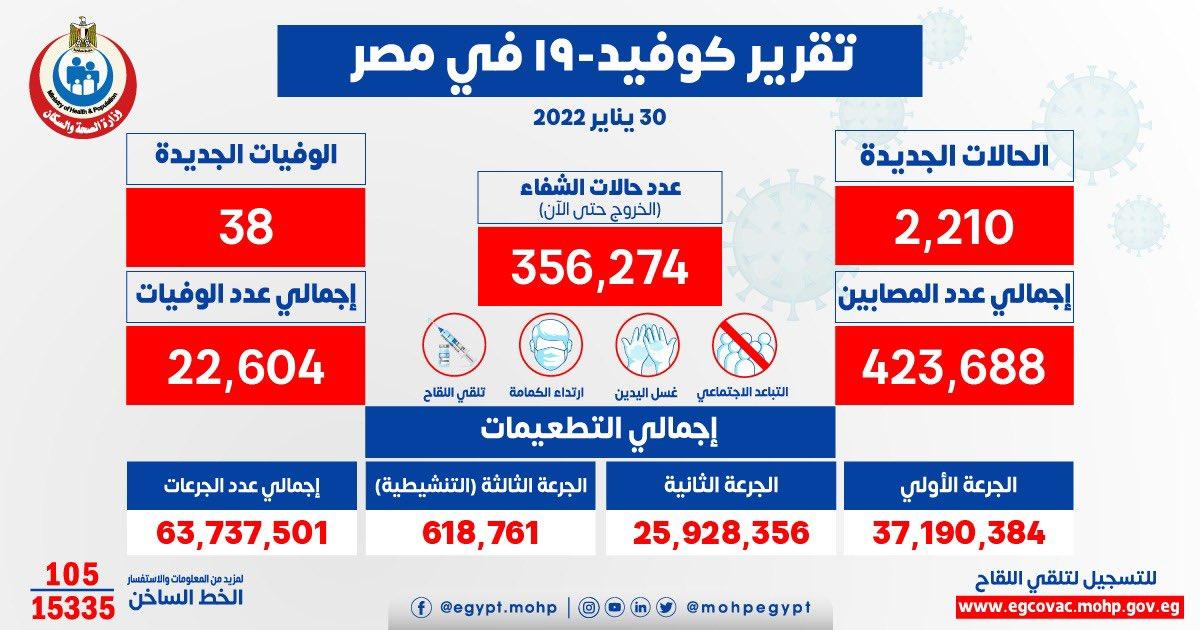 تقرير كوفيد-١٩ في مصر
30 يناير 2022
Ministry of Health & Population
وزارة الصحة والسكان
الحالات الجديدة
2,210
إجمالي عدد المصابين
423,688
عدد حالات الشفاء
(الخروج حتى الآن)
356,274
الوفيات الجديدة
38
إجمالي عدد الوفيات
22,604
التباعد الاجتماعي
غسل اليدين
ارتداء الكمامة
تلقي اللقاح
إجمالي التطعيمات
الجرعة الأولي
37,190,384
الجرعة الثانية
25,928,356
الجرعة الثالثة (التنشيطية)
618,761
إجمالي عدد الجرعات
63,737,501
للتسجيل لتلقي اللقاح
www.egcovac.mohp.gov.eg
@egypt.mohp | @mohpegypt
لمزيد من المعلومات والاستفسار
الخط الساخن
105
15335